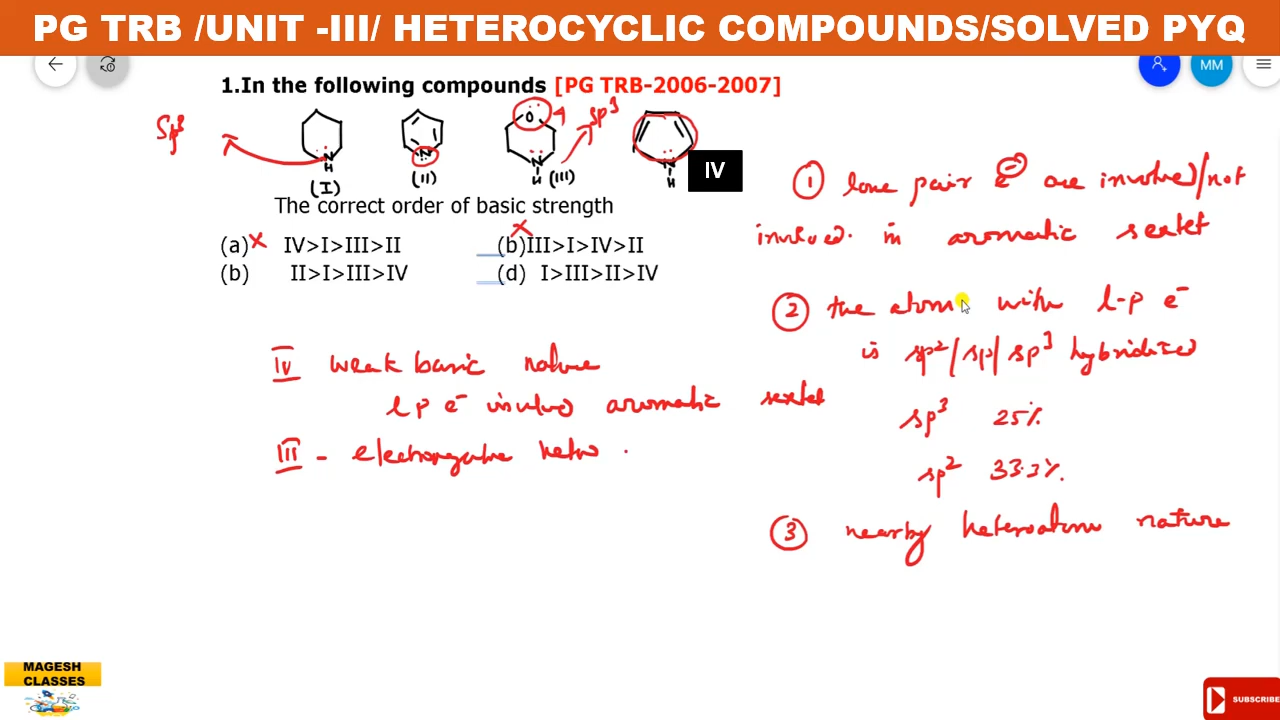 PG TRB /UNIT -III/ HETEROCYCLIC COMPOUNDS/SOLVED PYQ
MM
1.In the following compounds [PG TRB-2006-2007]
sp³
N
H
(I)
N
(II)
O
N
H (III)
sp³
N
H
IV
The correct order of basic strength
(a)x IV>I>III>II
x
(b)III>I>IV>II
(b) II>I>III>IV
(d) I>III>II>IV
① lone pair e⁻ are involved/not
involved. in aromatic sextet
② the atom with l-p e⁻
is sp²/sp/sp³ hybridized
sp³ 25%
sp² 33.3%.
③ nearby heteroatom nature
IV weak basic nature
l p e⁻ involve aromatic sextet
III - electronegative hetro .
MAGESH
CLASSES
SUBSCRIBE